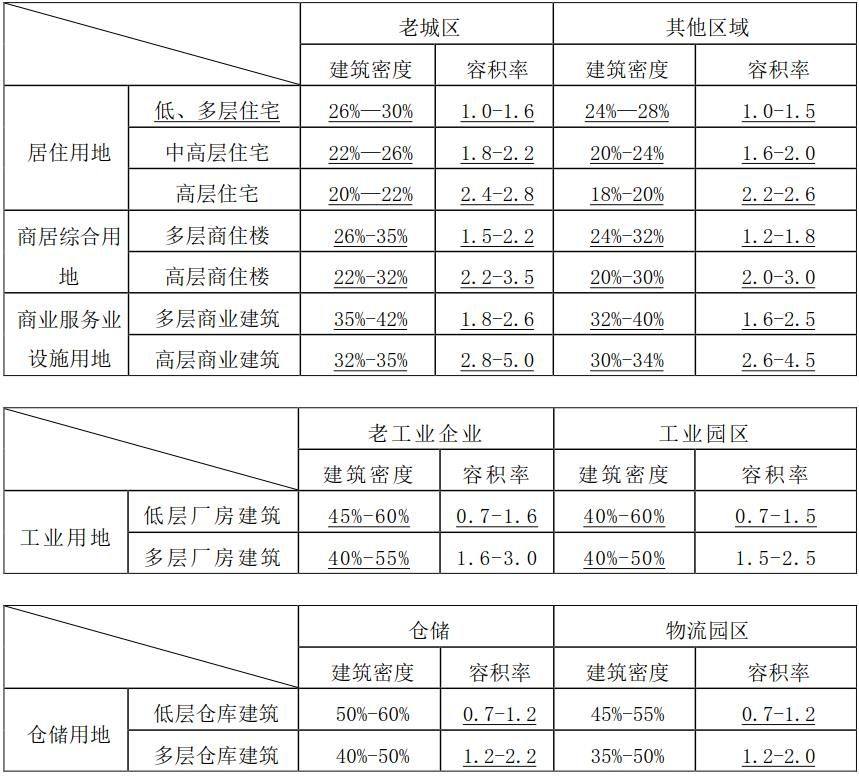 老城区 其他区域
建筑密度 容积率 建筑密度 容积率
居住用地 低、多层住宅 26%—30% 1.0-1.6 24%—28% 1.0-1.5
中高层住宅 22%—26% 1.8-2.2 20%-24% 1.6-2.0
高层住宅 20%—22% 2.4-2.8 18%-20% 2.2-2.6
商居综合用 多层商住楼 26%-35% 1.5-2.2 24%-32% 1.2-1.8
地 高层商住楼 22%-32% 2.2-3.5 20%-30% 2.0-3.0
商业服务业 多层商业建筑 35%-42% 1.8-2.6 32%-40% 1.6-2.5
设施用地 高层商业建筑 32%-35% 2.8-5.0 30%-34% 2.6-4.5
老工业企业 工业园区
建筑密度 容积率 建筑密度 容积率
工业用地 低层厂房建筑 45%-60% 0.7-1.6 40%-60% 0.7-1.5
多层厂房建筑 40%-55% 1.6-3.0 40%-50% 1.5-2.5
仓储 物流园区
建筑密度 容积率 建筑密度 容积率
仓储用地 低层仓库建筑 50%-60% 0.7-1.2 45%-55% 0.7-1.2
多层仓库建筑 40%-50% 1.2-2.2 35%-50% 1.2-2.0